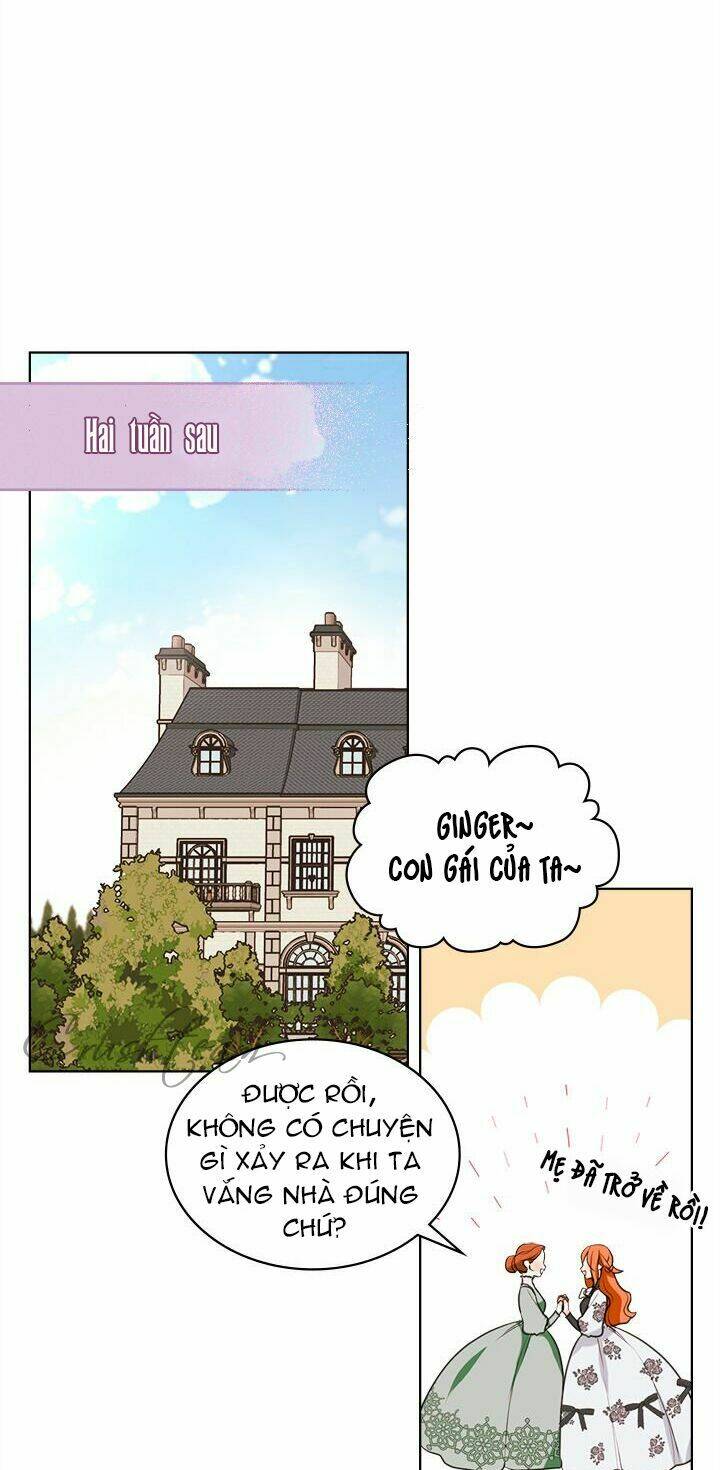 Hai tuần sau
GINGER~
CON GÁI CỦA TA~
ĐƯỢC RỒI,
KHÔNG CÓ CHUYỆN
GÌ XẢY RA KHI TA
VẮNG NHÀ ĐÚNG
CHỨ?
MẸ ĐÃ TRỞ VỀ RỒI!